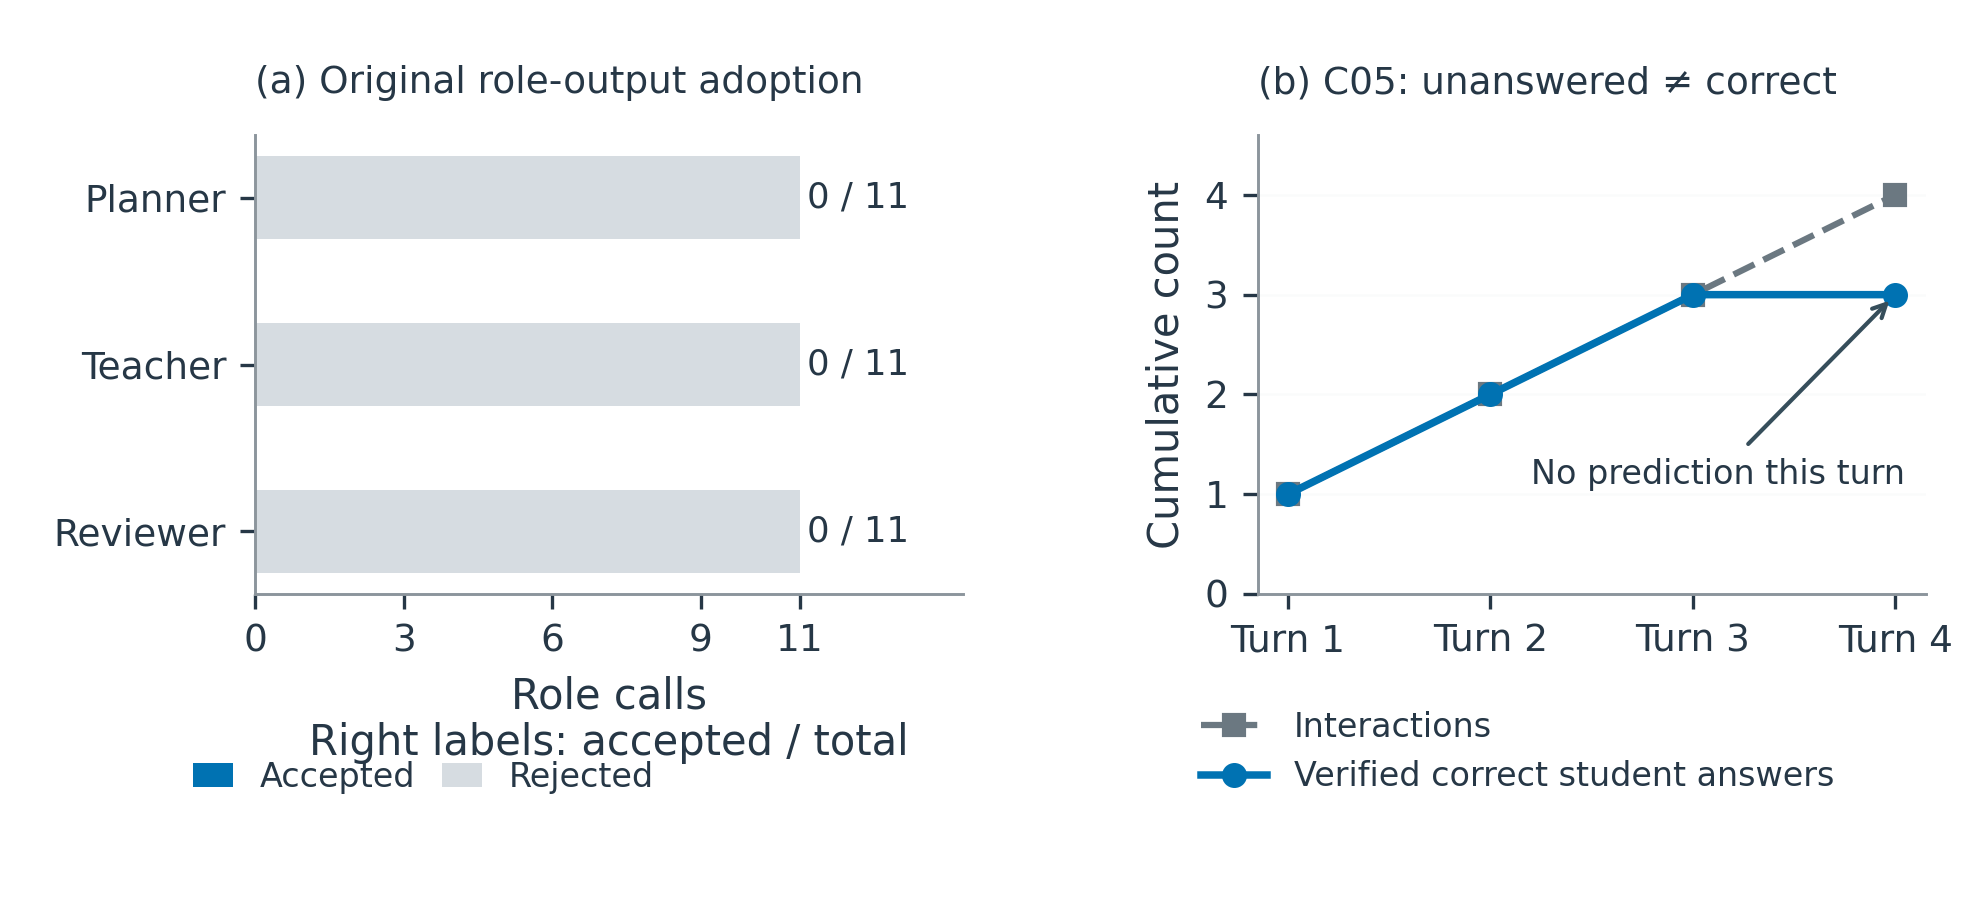 (a) Original role-output adoption
Planner
0 / 11
Teacher
0 / 11
Reviewer
0 / 11
0 3 6 9 11
Role calls
Right labels: accepted / total
Accepted Rejected
(b) C05: unanswered ≠ correct
Cumulative count
4
3
2
1
0
No prediction this turn
Turn 1 Turn 2 Turn 3 Turn 4
Interactions
Verified correct student answers